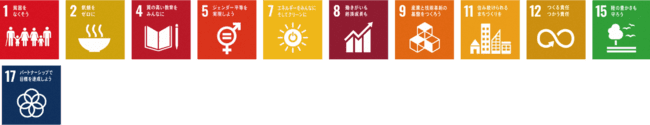 1 貧困を
なくそう
2 飢餓を
ゼロに
4 質の高い教育を
みんなに
5 ジェンダー平等を
実現しよう
7 エネルギーをみんなに
そしてクリーンに
8 働きがいも
経済成長も
9 産業と技術革新の
基盤をつくろう
11 住み続けられる
まちづくりを
12 つくる責任
つかう責任
15 陸の豊かさも
守ろう
17 パートナーシップで
目標を達成しよう